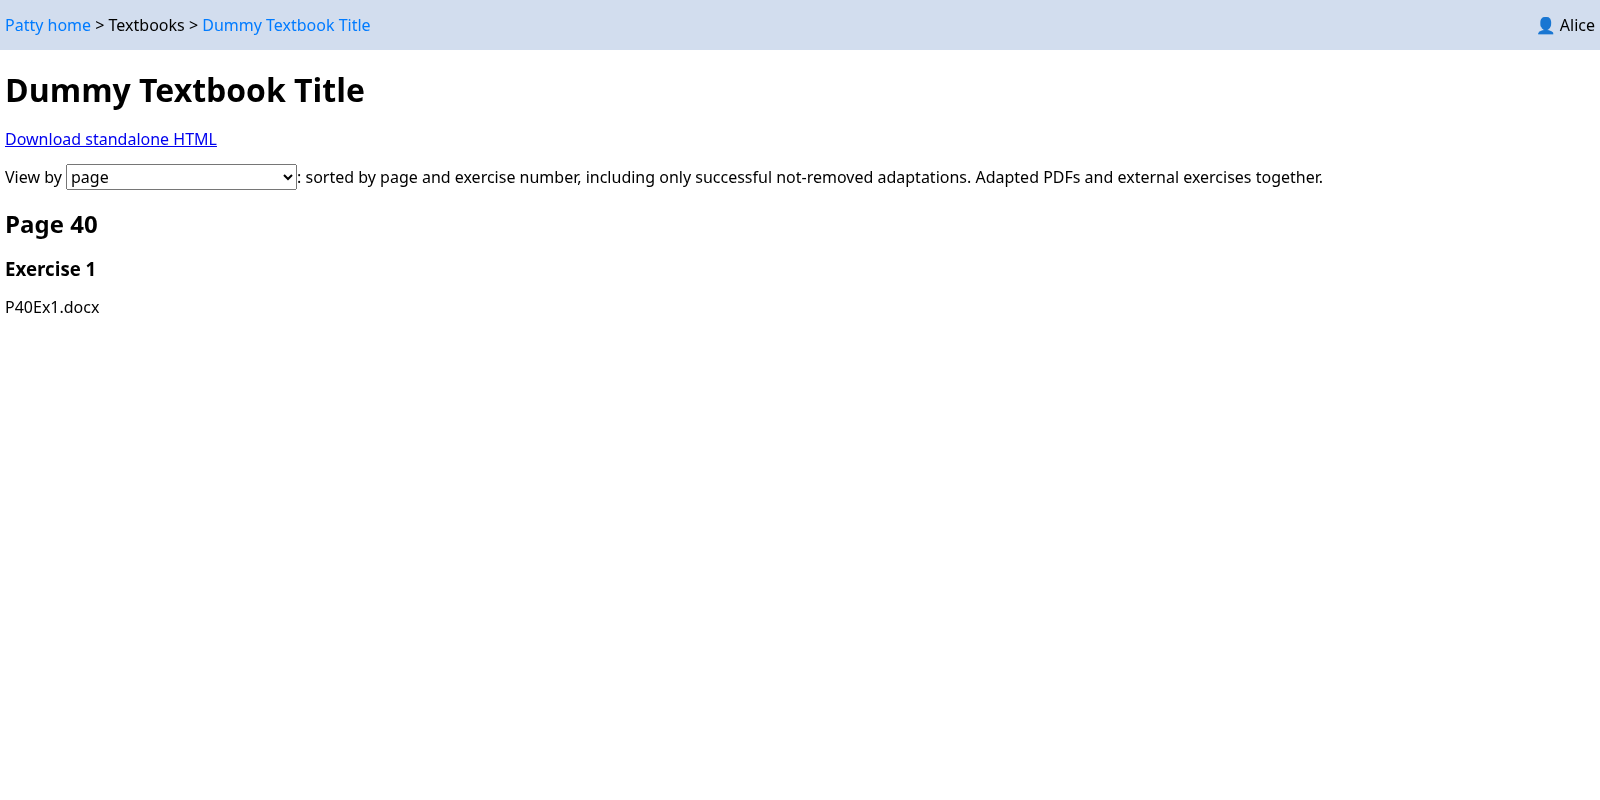 Patty home > Textbooks > Dummy Textbook Title
👤 Alice
Dummy Textbook Title
Download standalone HTML
View by page: sorted by page and exercise number, including only successful not-removed adaptations. Adapted PDFs and external exercises together.
Page 40
Exercise 1
P40Ex1.docx